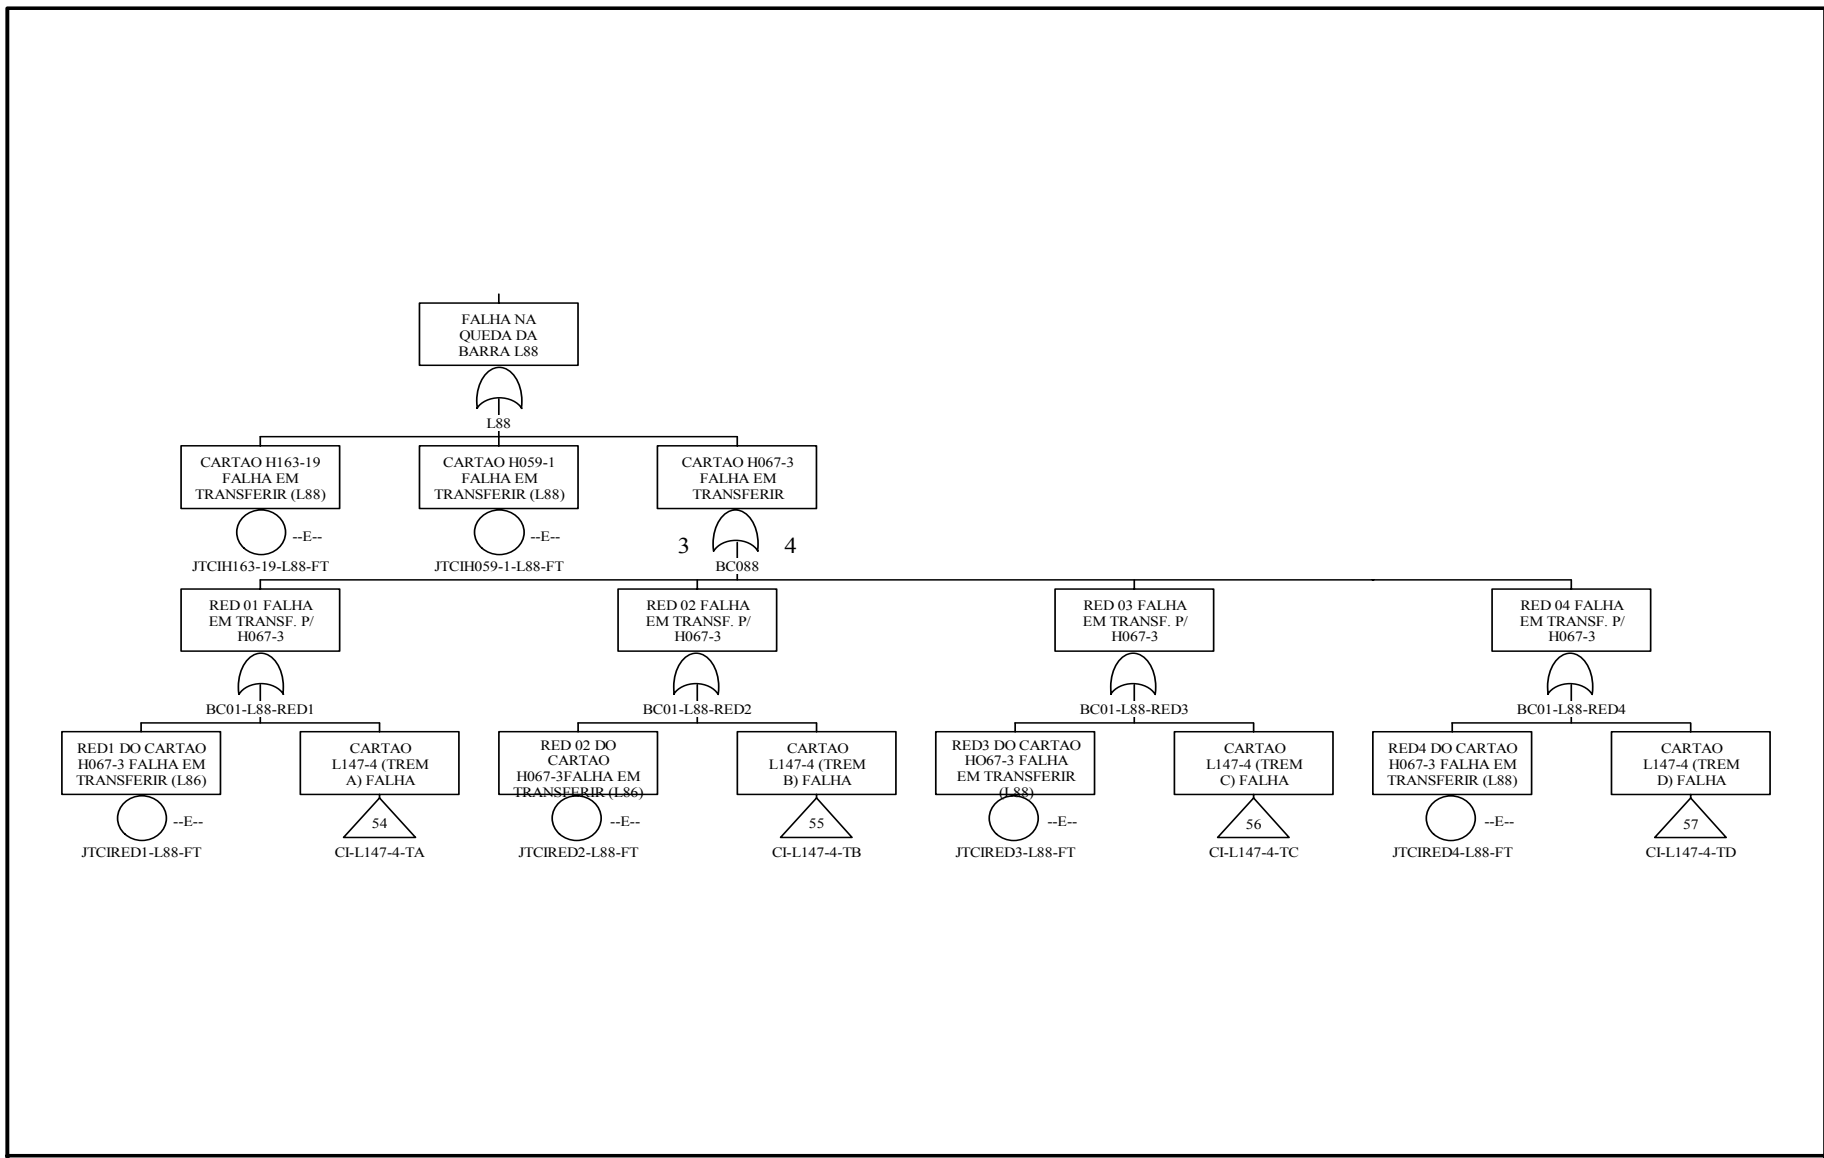 FALHA NA
QUEDA DA
BARRA L88
L88
CARTAO H163-19
FALHA EM
TRANSFERIR (L88)
--E--
JTCIH163-19-L88-FT
CARTAO H059-1
FALHA EM
TRANSFERIR (L88)
--E--
JTCIH059-1-L88-FT
CARTAO H067-3
FALHA EM
TRANSFERIR
3
4
BC088
RED 01 FALHA
EM TRANSF. P/
H067-3
BC01-L88-RED1
RED 02 FALHA
EM TRANSF. P/
H067-3
BC01-L88-RED2
RED 03 FALHA
EM TRANSF. P/
H067-3
BC01-L88-RED3
RED 04 FALHA
EM TRANSF. P/
H067-3
BC01-L88-RED4
RED1 DO CARTAO
H067-3 FALHA EM
TRANSFERIR (L86)
--E--
JTCIRED1-L88-FT
CARTAO
L147-4 (TREM
A) FALHA
54
CI-L147-4-TA
RED 02 DO
CARTAO
H067-3FALHA EM
TRANSFERIR (L86)
--E--
JTCIRED2-L88-FT
CARTAO
L147-4 (TREM
B) FALHA
55
CI-L147-4-TB
RED3 DO CARTAO
HO67-3 FALHA
EM TRANSFERIR
(L88)
--E--
JTCIRED3-L88-FT
CARTAO
L147-4 (TREM
C) FALHA
56
CI-L147-4-TC
RED4 DO CARTAO
H067-3 FALHA EM
TRANSFERIR (L88)
--E--
JTCIRED4-L88-FT
CARTAO
L147-4 (TREM
D) FALHA
57
CI-L147-4-TD